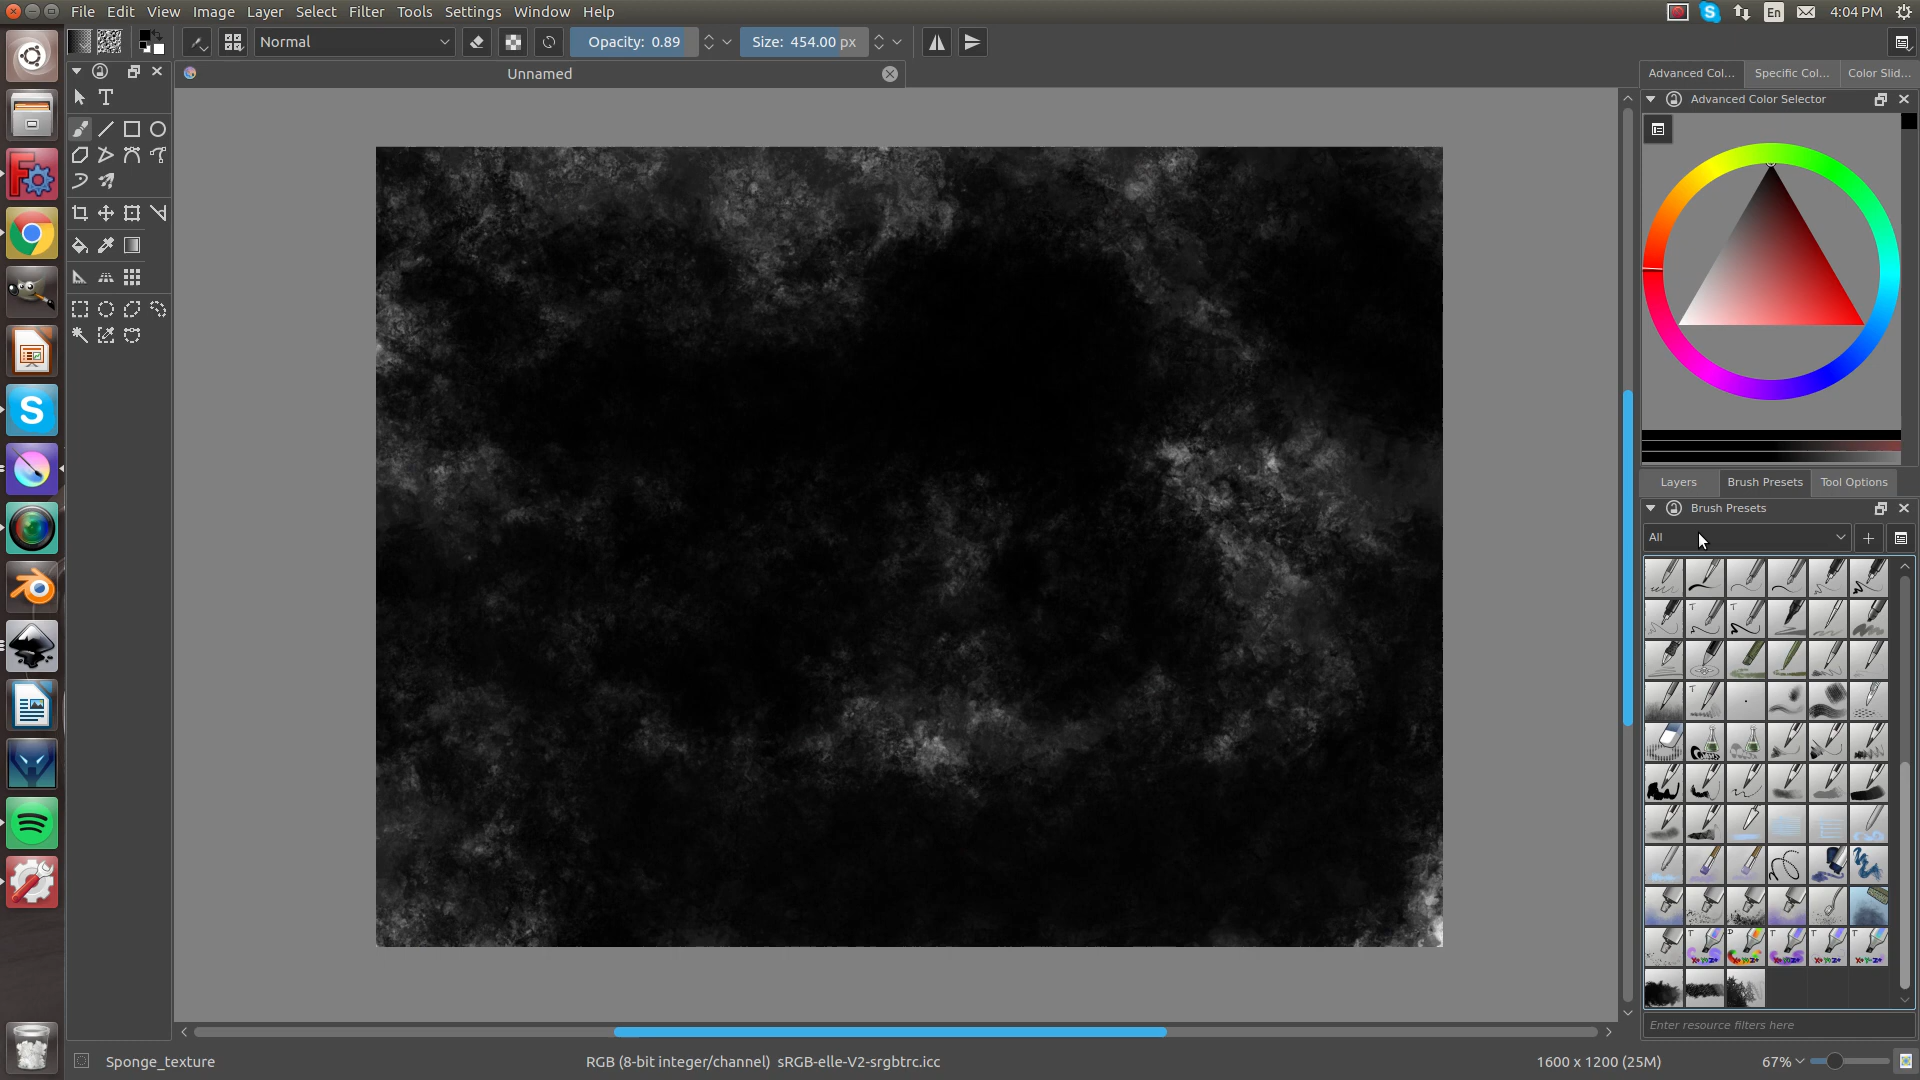 File Edit View Image Layer Select Filter Tools Settings Window Help
En 4:04 PM
Normal
Opacity: 0.89
Size: 454.00 px
Unnamed
Advanced Col... Specific Col... Color Slid...
Advanced Color Selector
Layers Brush Presets Tool Options
Brush Presets
All
Enter resource filters here
Sponge_texture
RGB (8-bit integer/channel) sRGB-elle-V2-srgbtrc.icc
1600 x 1200 (25M)
67%